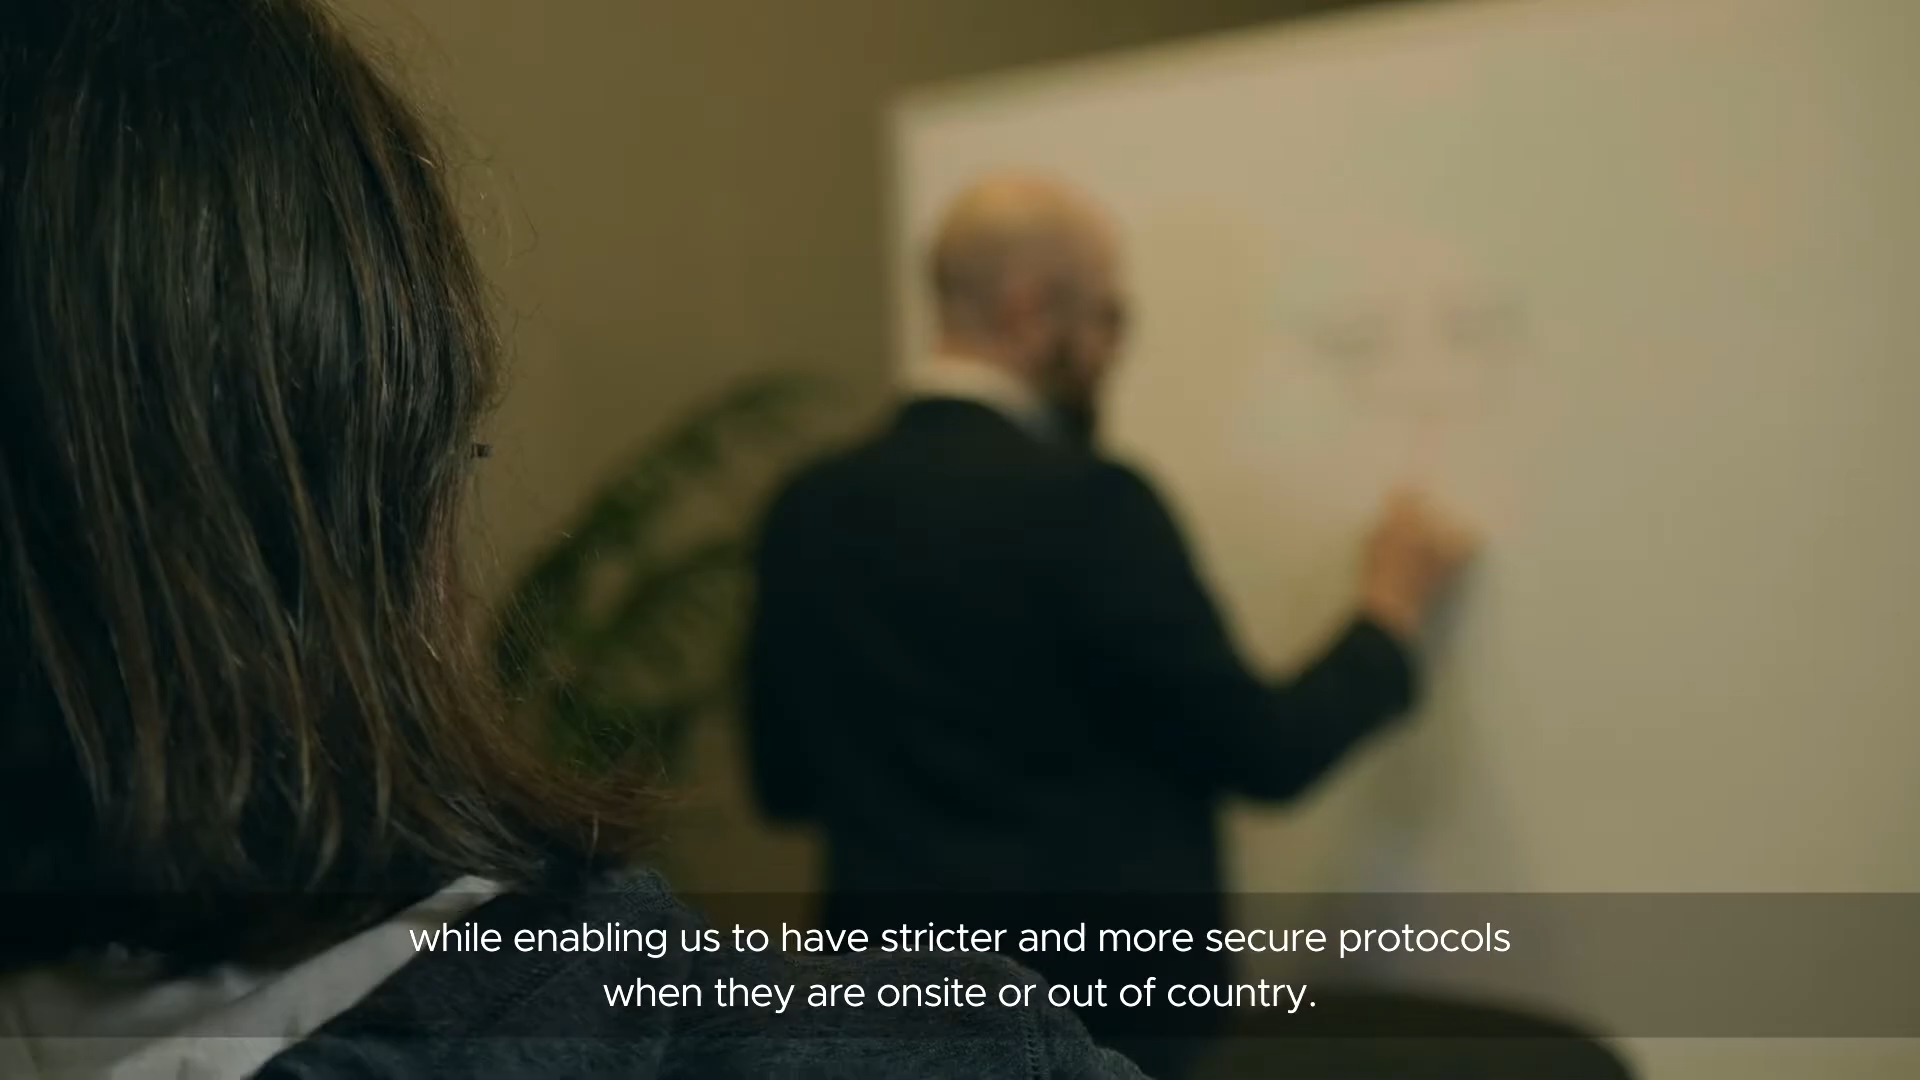 while enabling us to have stricter and more secure protocols
when they are onsite or out of country.